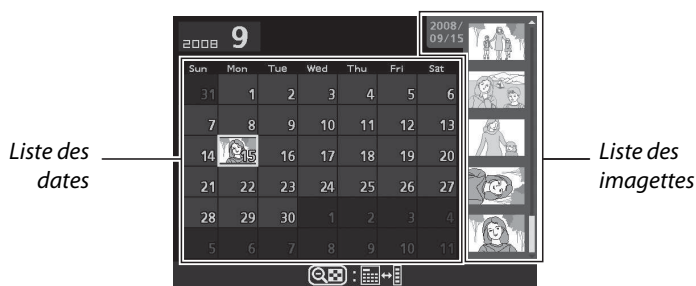 2008 9
2008/
09/15
Sun Mon Tue Wed Thu Fri Sat
31 1 2 3 4 5 6
7 8 9 10 11 12 13
14 15 16 17 18 19 20
21 22 23 24 25 26 27
28 29 30 1 2 3 4
5 6 7 8 9 10 11
Liste des
dates
Liste des
imagettes
: ↔